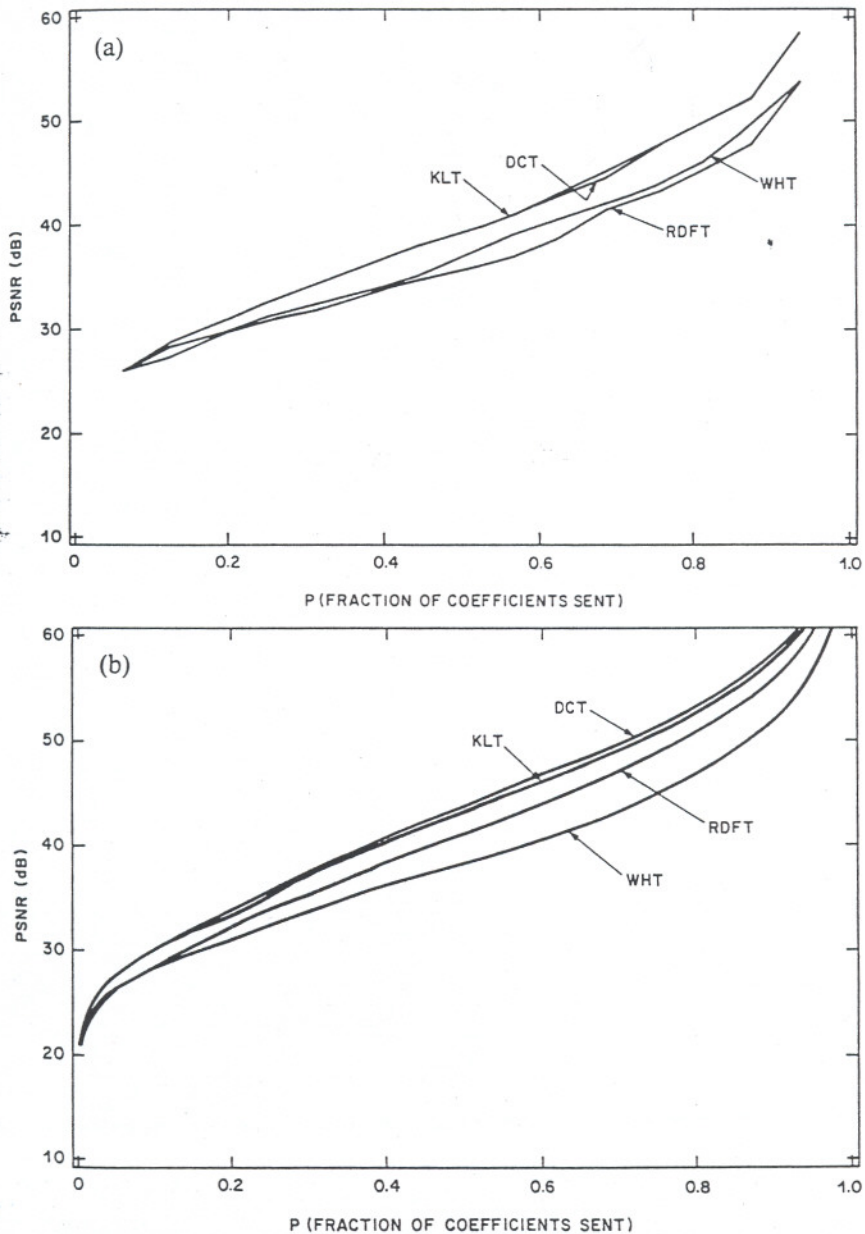 (a)
60
50
40
30
20
10
PSNR (dB)
KLT
DCT
WHT
RDFT
0 0.2 0.4 0.6 0.8 1.0
P (FRACTION OF COEFFICIENTS SENT)
(b)
60
50
40
30
20
10
PSNR (dB)
DCT
KLT
RDFT
WHT
0 0.2 0.4 0.6 0.8 1.0
P (FRACTION OF COEFFICIENTS SENT)